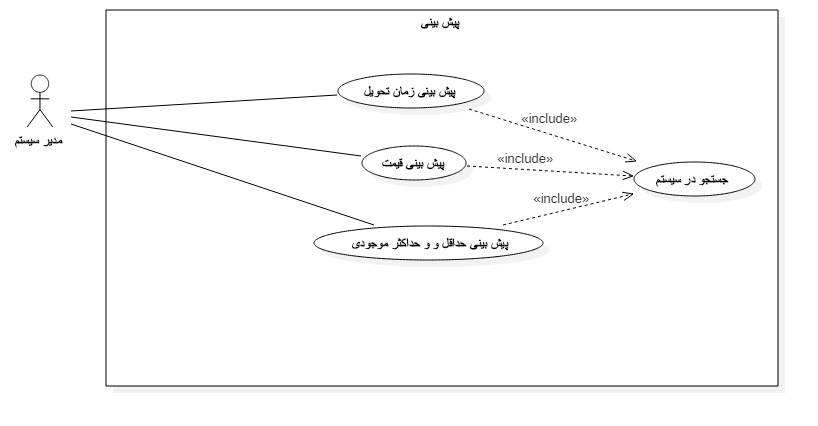 پیش بینی
پیش بینی زمان تحویل
«include»
مدیر سیستم
پیش بینی قیمت
«include»
جستجو در سیستم
«include»
پیش بینی حداقل و و حداکثر موجودی